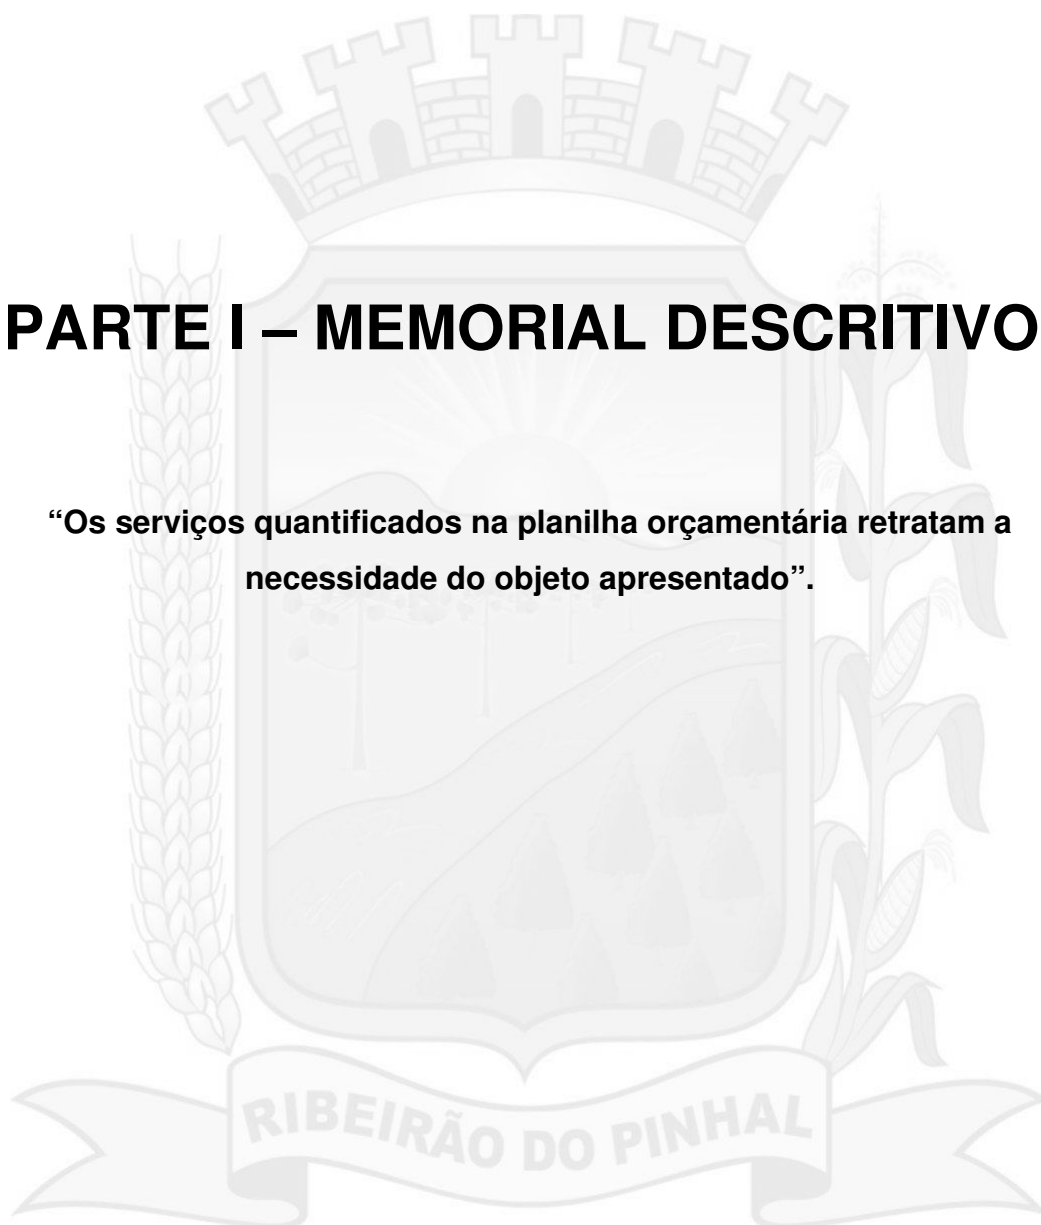 PARTE I – MEMORIAL DESCRITIVO
“Os serviços quantificados na planilha orçamentária retratam a
necessidade do objeto apresentado”.
RIBEIRÃO DO PINHAL